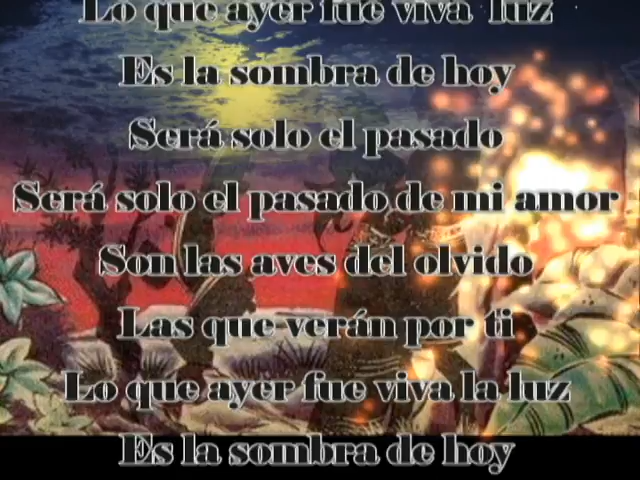 Lo que ayer fue viva luz
Es la sombra de hoy
Será solo el pasado
Será solo el pasado de mi amor
Son las aves del olvido
Las que verán por ti
Lo que ayer fue viva la luz
Es la sombra de hoy